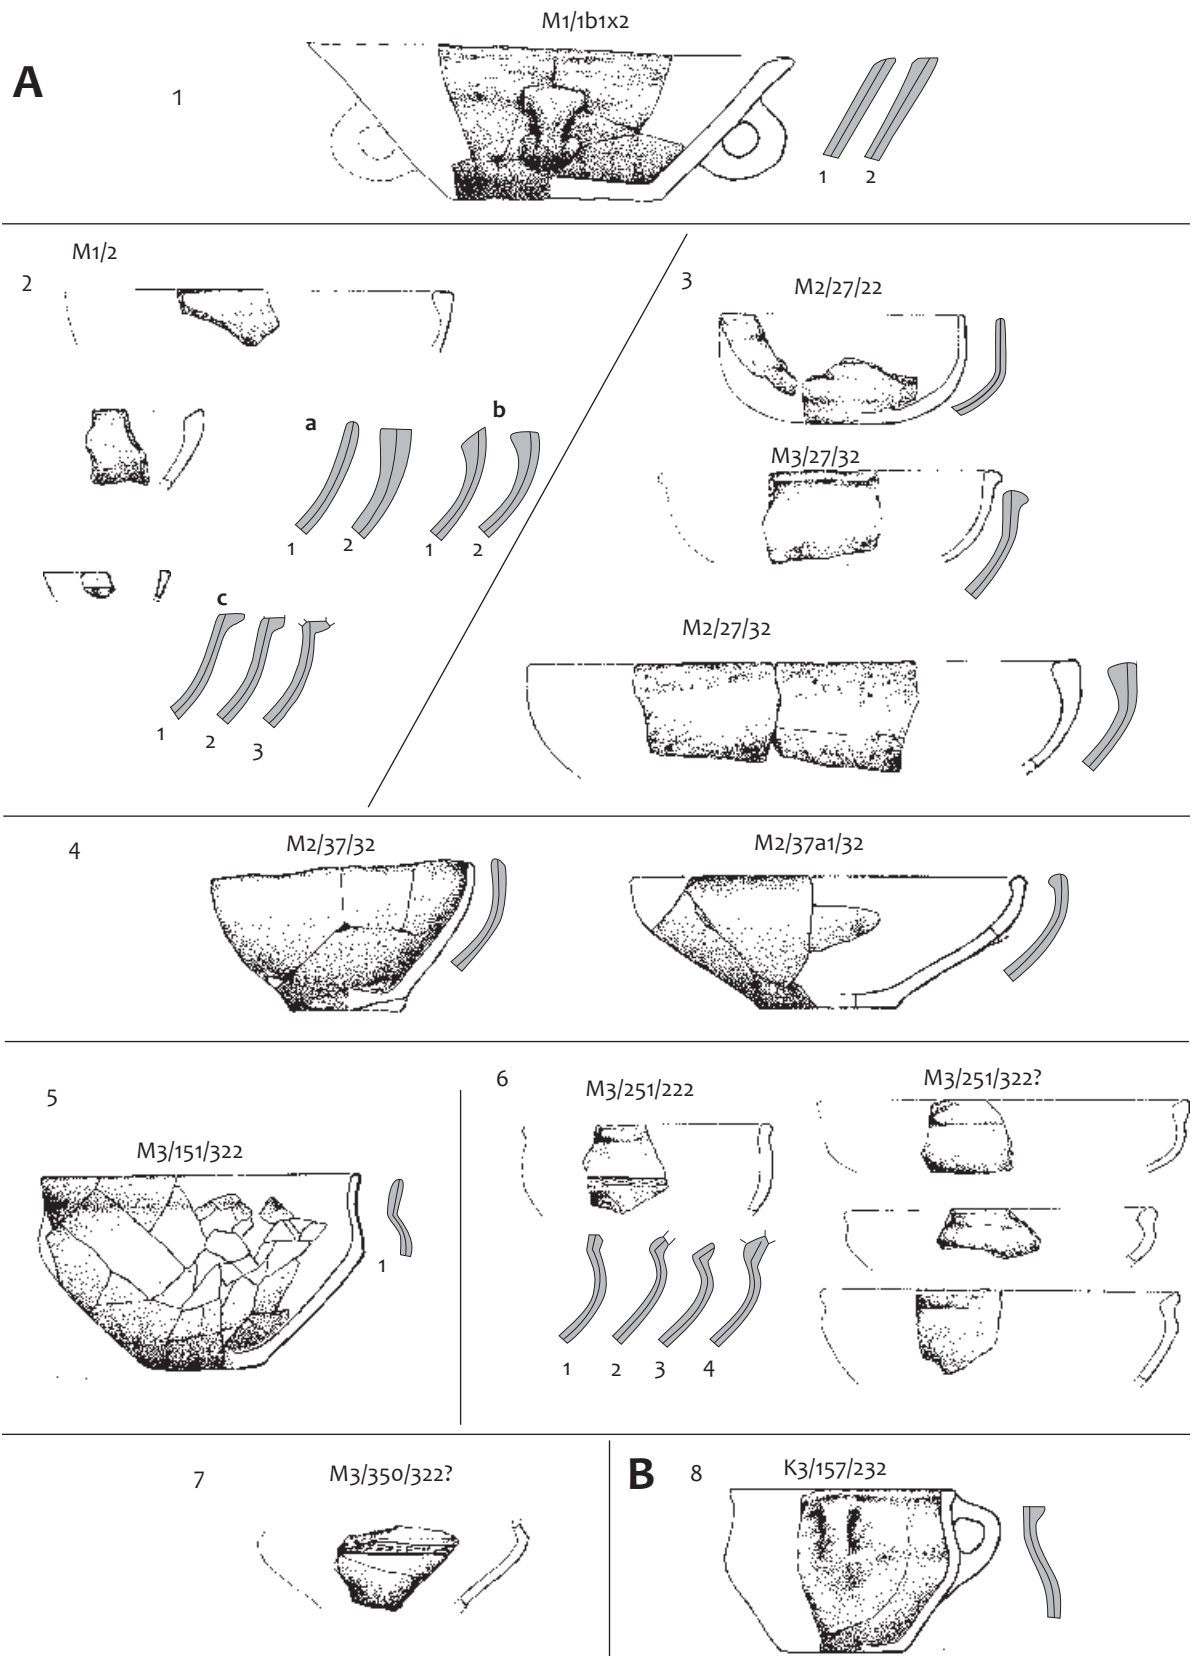 M1/1b1x2
A
1
1 2
M1/2
2
a
b
1 2
1 2
c
1 2 3
3
M2/27/22
M3/27/32
M2/27/32
4
M2/37/32
M2/37a1/32
5
M3/151/322
1
6
M3/251/222
M3/251/322?
1 2 3 4
7
M3/350/322?
B
8
K3/157/232